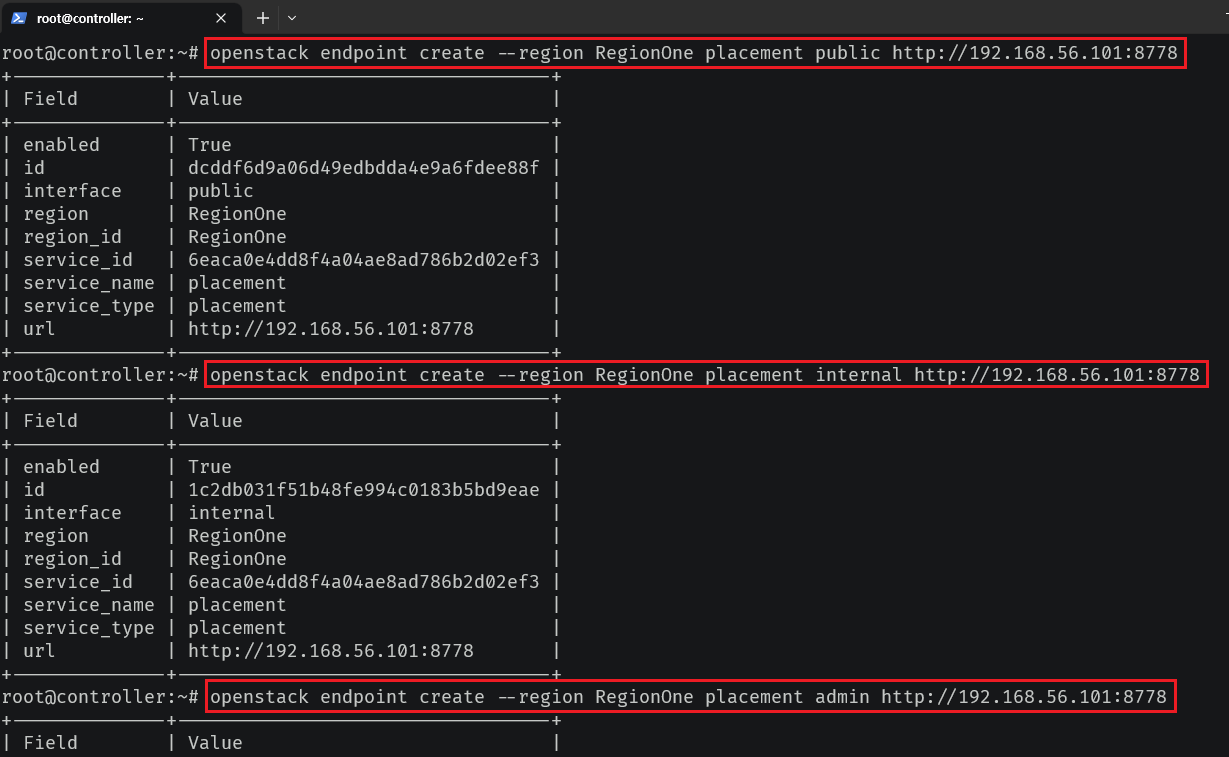 root@controller: ~
root@controller:~# openstack endpoint create --region RegionOne placement public http://192.168.56.101:8778
+--------------+----------------------------------+
| Field        | Value                            |
+--------------+----------------------------------+
| enabled      | True                             |
| id           | dcddf6d9a06d49edbdda4e9a6fdee88f |
| interface    | public                           |
| region       | RegionOne                        |
| region_id    | RegionOne                        |
| service_id   | 6eaca0e4dd8f4a04ae8ad786b2d02ef3 |
| service_name | placement                        |
| service_type | placement                        |
| url          | http://192.168.56.101:8778       |
+--------------+----------------------------------+
root@controller:~# openstack endpoint create --region RegionOne placement internal http://192.168.56.101:8778
+--------------+----------------------------------+
| Field        | Value                            |
+--------------+----------------------------------+
| enabled      | True                             |
| id           | 1c2db031f51b48fe994c0183b5bd9eae |
| interface    | internal                         |
| region       | RegionOne                        |
| region_id    | RegionOne                        |
| service_id   | 6eaca0e4dd8f4a04ae8ad786b2d02ef3 |
| service_name | placement                        |
| service_type | placement                        |
| url          | http://192.168.56.101:8778       |
+--------------+----------------------------------+
root@controller:~# openstack endpoint create --region RegionOne placement admin http://192.168.56.101:8778
+--------------+----------------------------------+
| Field        | Value                            |